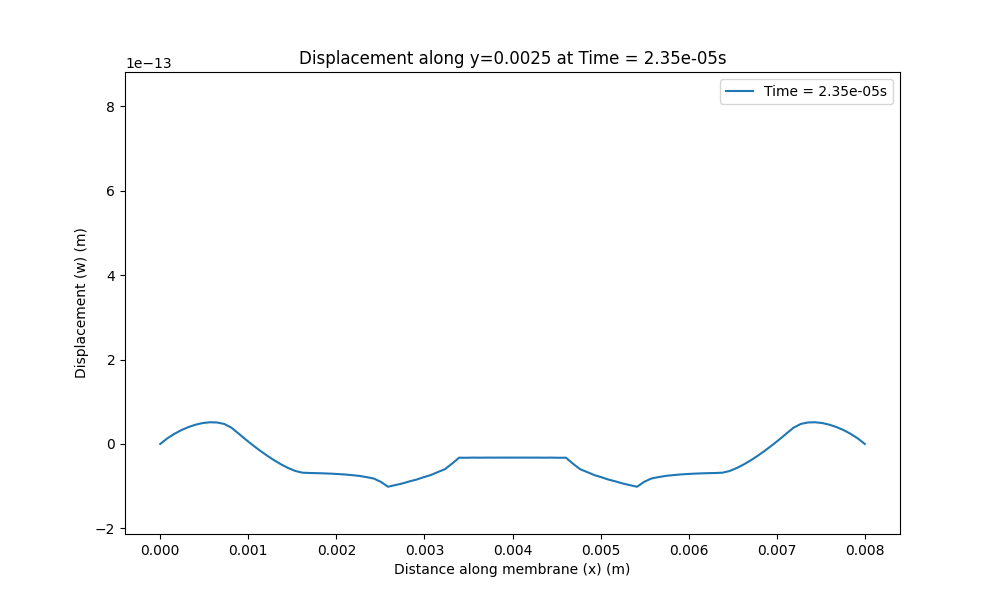 Displacement along y=0.0025 at Time = 2.35e-05s
1e−13
Time = 2.35e-05s
8
6
4
2
0
−2
Displacement (w) (m)
0.000 0.001 0.002 0.003 0.004 0.005 0.006 0.007 0.008
Distance along membrane (x) (m)